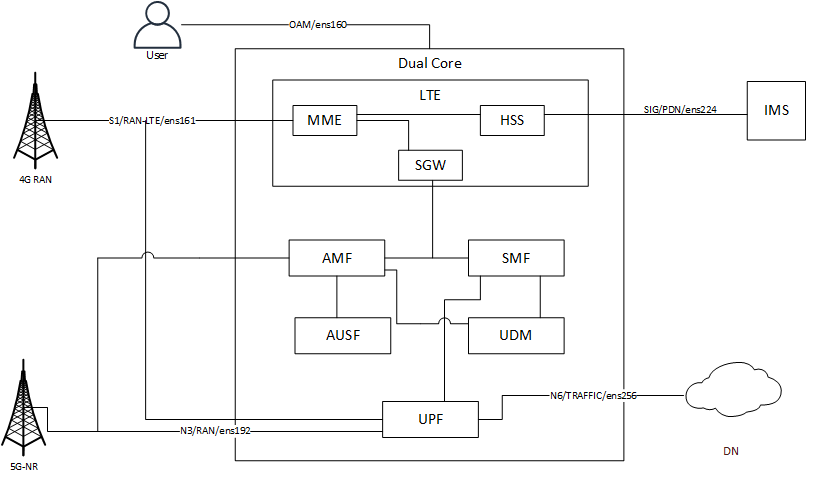 OAM/ens160
User
Dual Core
LTE
MME
HSS
SIG/PDN/ens224
IMS
S1/RAN-LTE/ens161
SGW
4G RAN
AMF
SMF
AUSF
UDM
N6/TRAFFIC/ens256
UPF
N3/RAN/ens192
DN
5G-NR